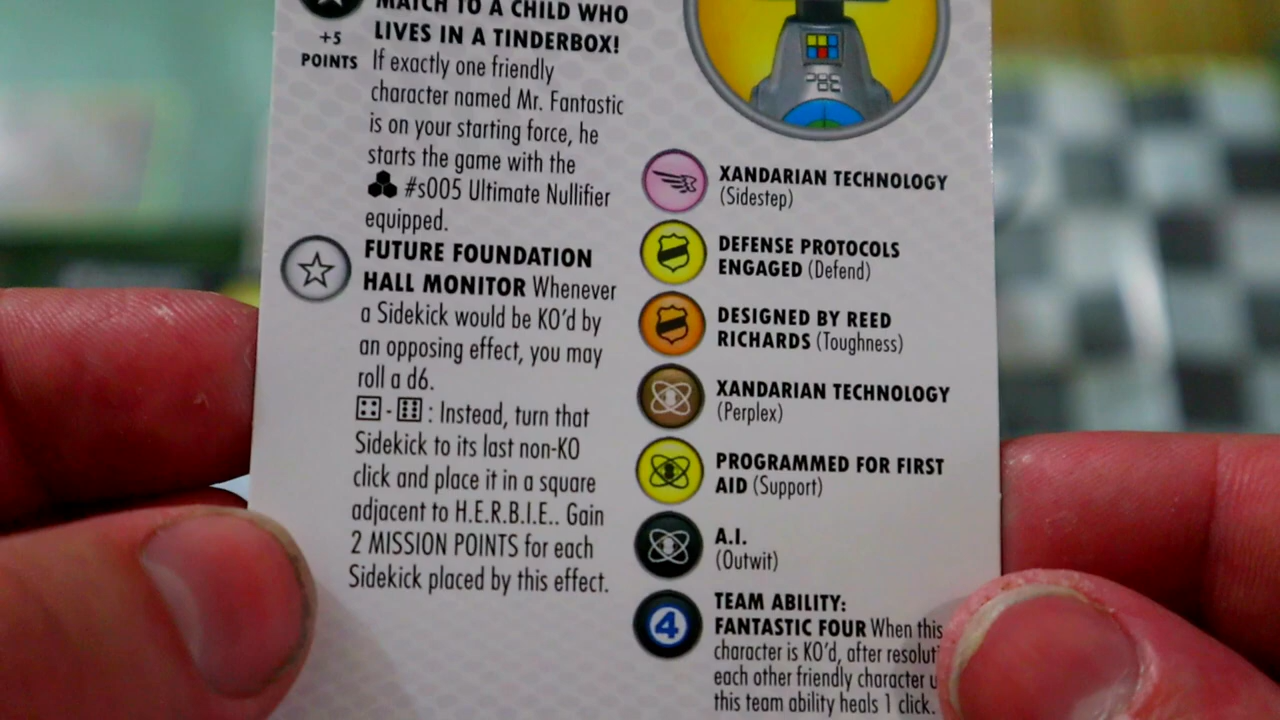 MATCH TO A CHILD WHO
LIVES IN A TINDERBOX!
+5
POINTS
If exactly one friendly
character named Mr. Fantastic
is on your starting force, he
starts the game with the
#s005 Ultimate Nullifier
equipped.
FUTURE FOUNDATION
HALL MONITOR Whenever
a Sidekick would be KO'd by
an opposing effect, you may
roll a d6.
⚃ - ⚅ : Instead, turn that
Sidekick to its last non-KO
click and place it in a square
adjacent to H.E.R.B.I.E.. Gain
2 MISSION POINTS for each
Sidekick placed by this effect.
XANDARIAN TECHNOLOGY
(Sidestep)
DEFENSE PROTOCOLS
ENGAGED (Defend)
DESIGNED BY REED
RICHARDS (Toughness)
XANDARIAN TECHNOLOGY
(Perplex)
PROGRAMMED FOR FIRST
AID (Support)
A.I.
(Outwit)
4
TEAM ABILITY:
FANTASTIC FOUR When this
character is KO'd, after resoluti
each other friendly character u
this team ability heals 1 click.